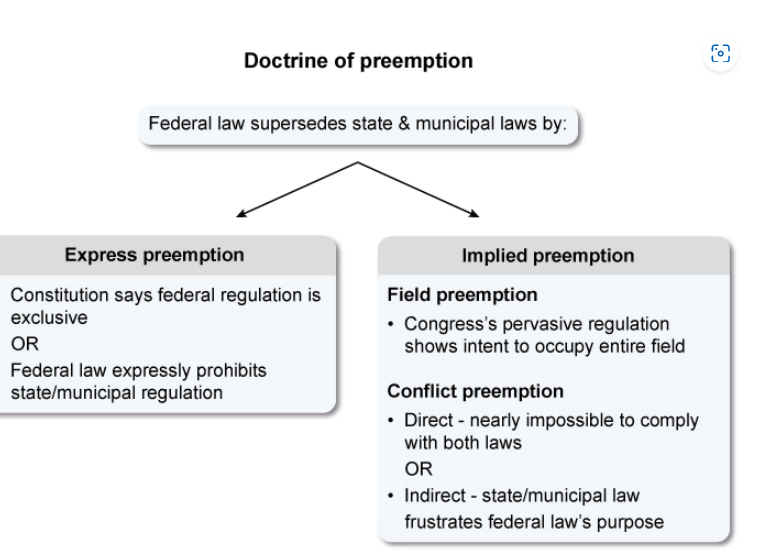 Doctrine of preemption
Federal law supersedes state & municipal laws by:
Express preemption
Constitution says federal regulation is
exclusive
OR
Federal law expressly prohibits
state/municipal regulation
Implied preemption
Field preemption
• Congress's pervasive regulation
shows intent to occupy entire field
Conflict preemption
• Direct - nearly impossible to comply
with both laws
OR
• Indirect - state/municipal law
frustrates federal law's purpose